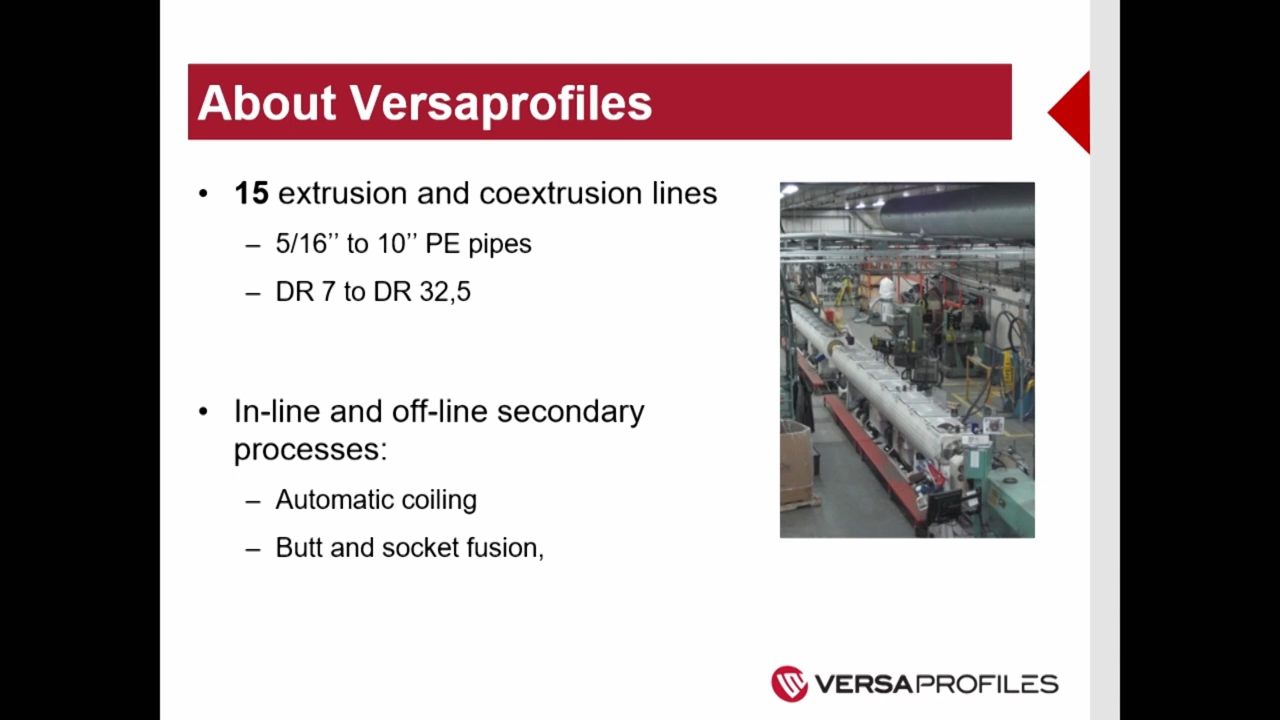 About Versaprofiles
• 15 extrusion and coextrusion lines
– 5/16’’ to 10’’ PE pipes
– DR 7 to DR 32,5
• In-line and off-line secondary
processes:
– Automatic coiling
– Butt and socket fusion,
VERSAPROFILES